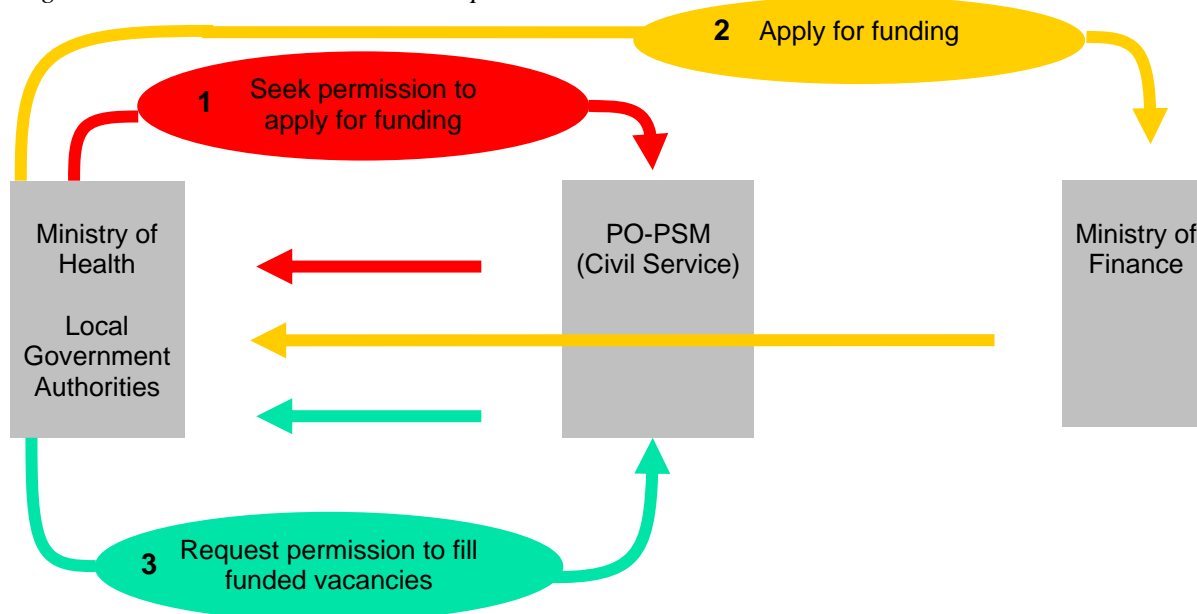 2 Apply for funding
1 Seek permission to
apply for funding
Ministry of
Health
Local
Government
Authorities
PO-PSM
(Civil Service)
Ministry of
Finance
3 Request permission to fill
funded vacancies